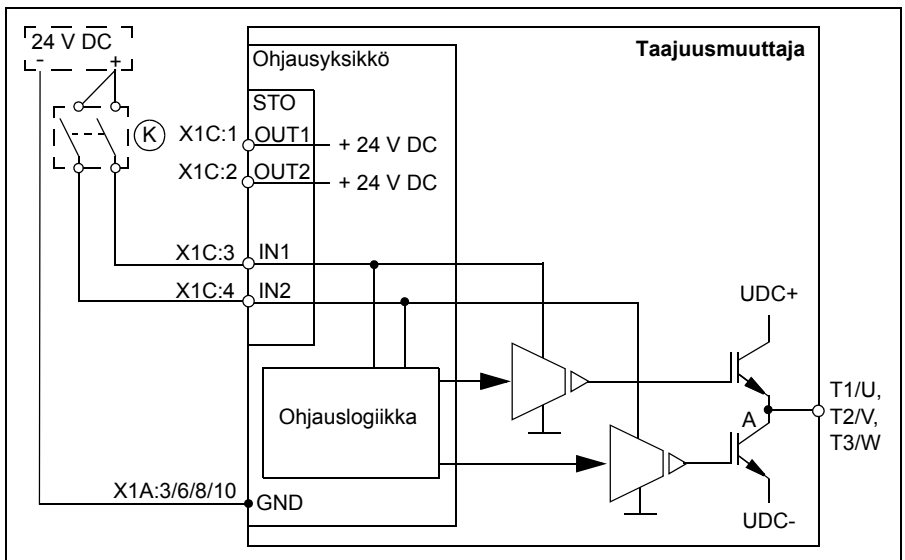 24 V DC
- +
K
Taajuusmuuttaja
Ohjausyksikkö
STO
X1C:1 OUT1 + 24 V DC
X1C:2 OUT2 + 24 V DC
X1C:3 IN1
X1C:4 IN2
UDC+
Ohjauslogiikka
A
T1/U,
T2/V,
T3/W
X1A:3/6/8/10 GND
UDC-